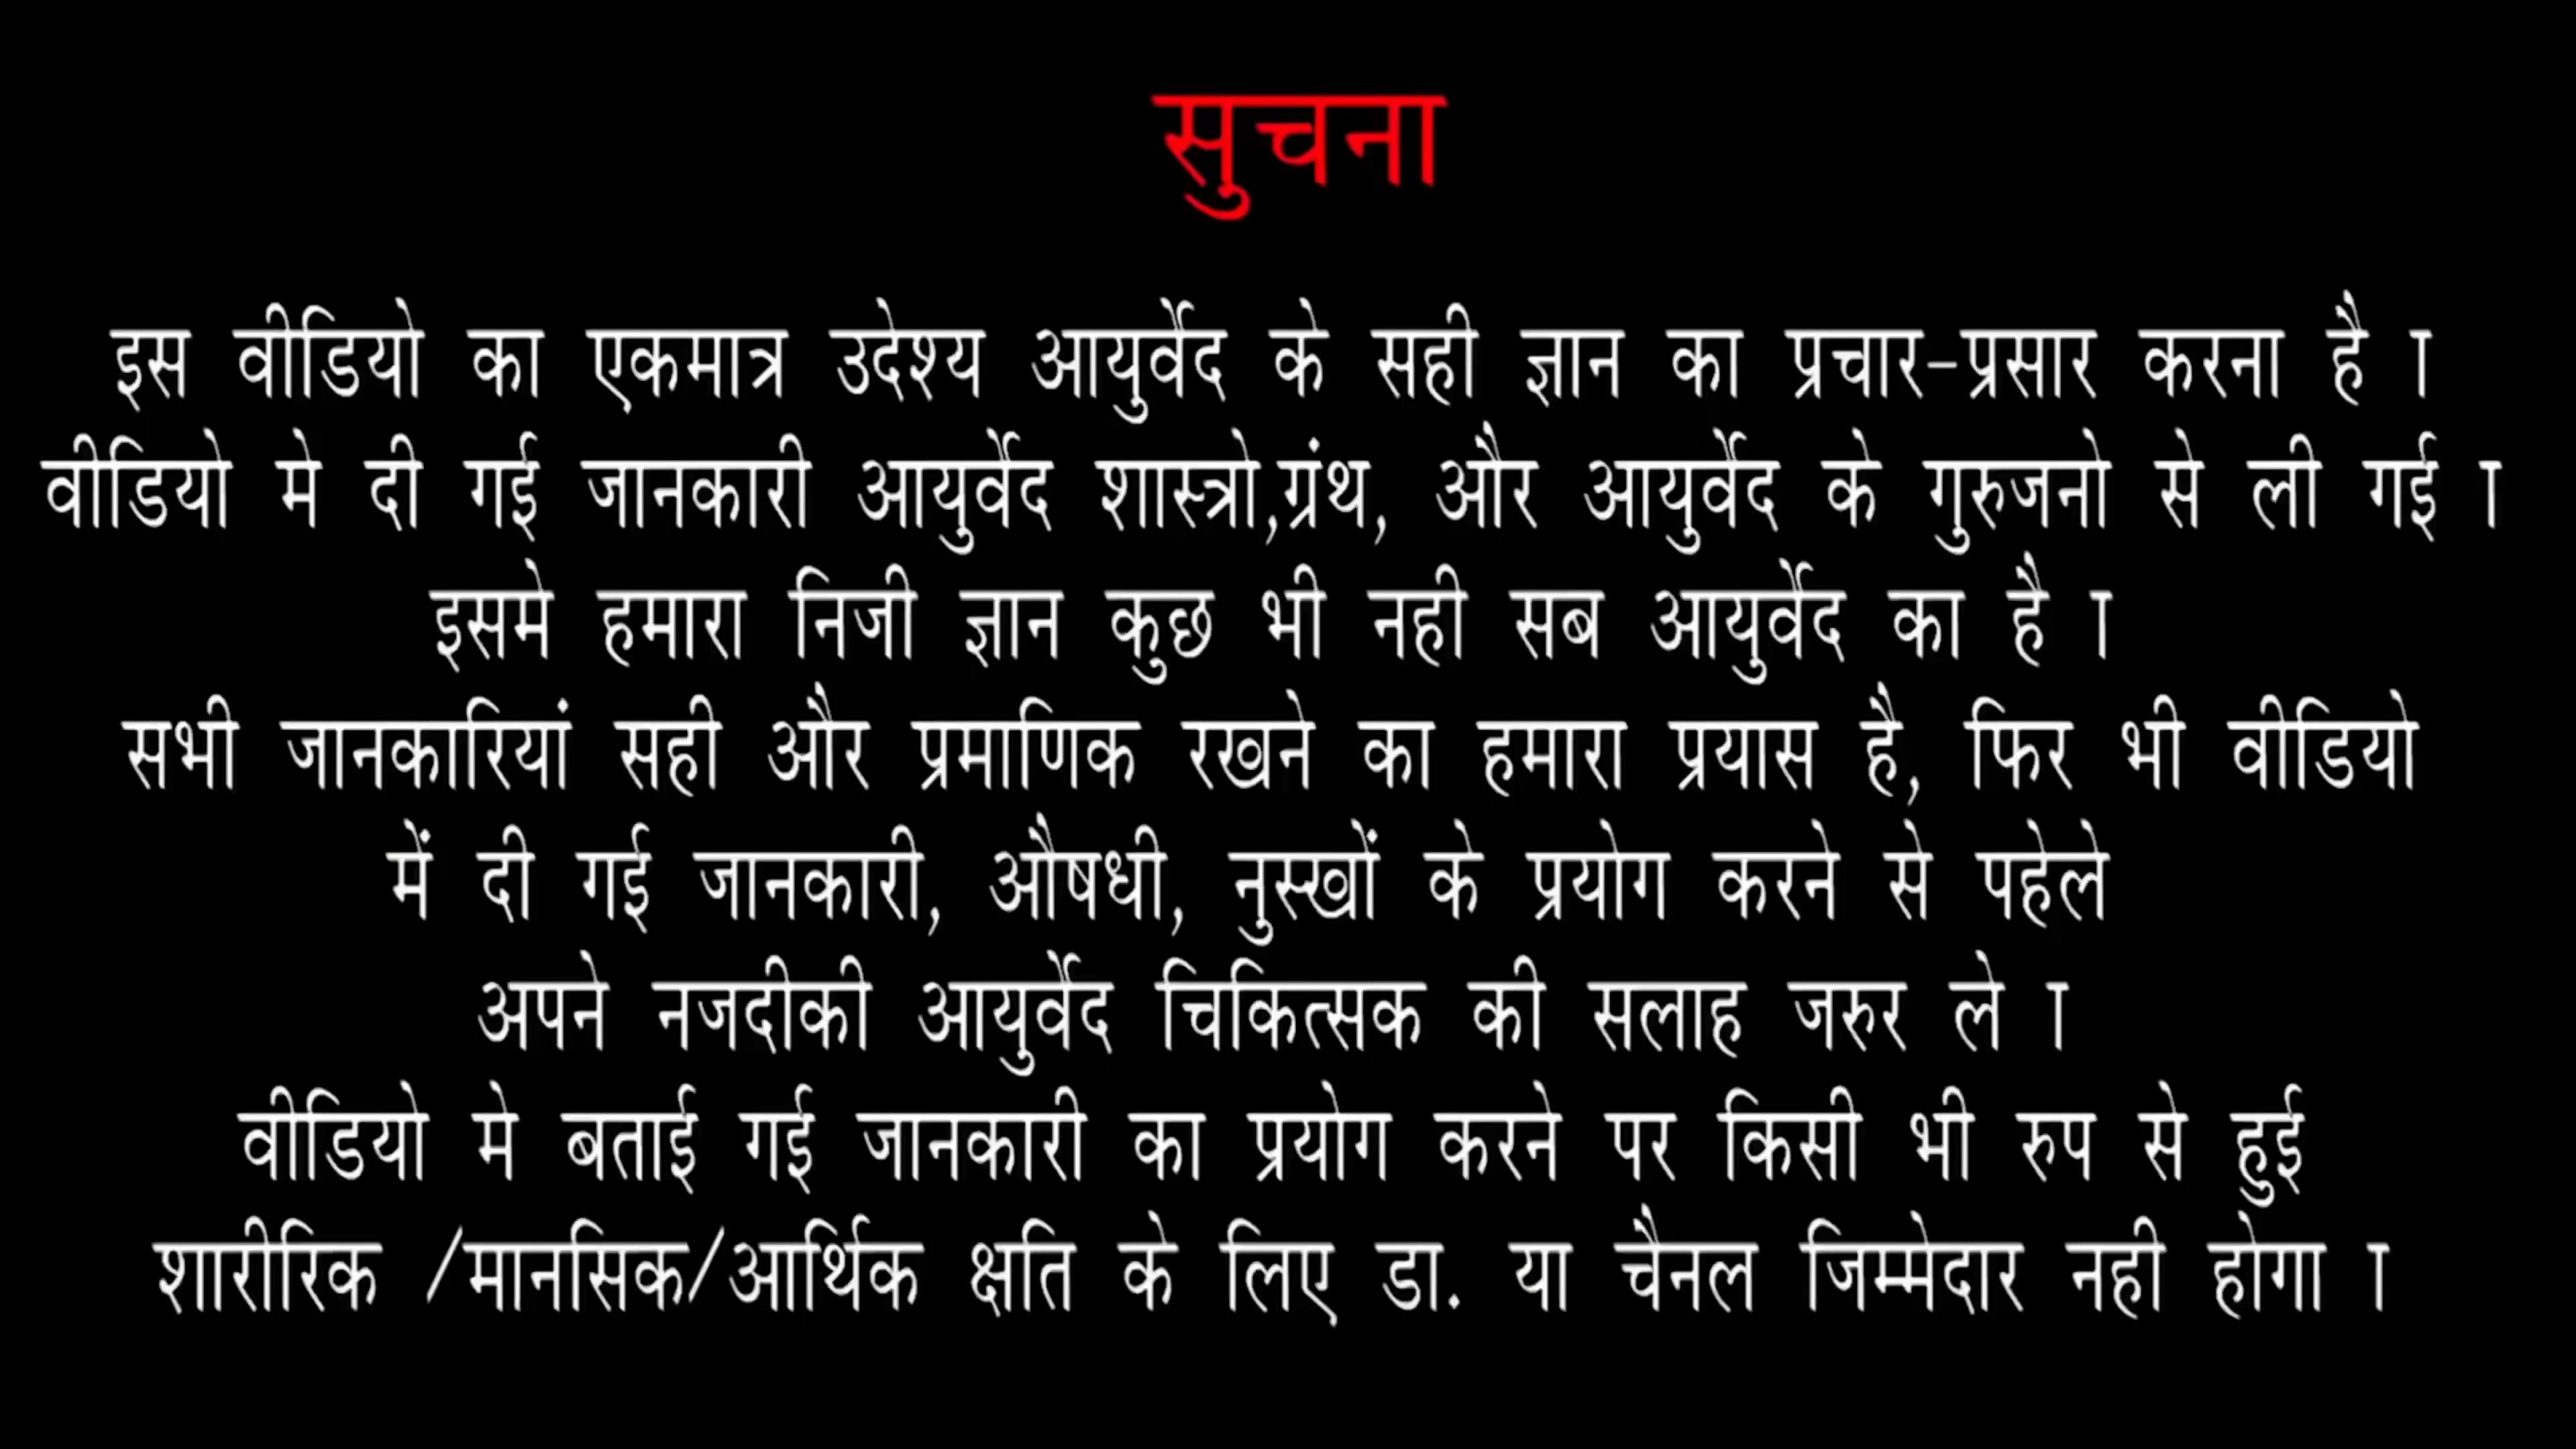 सुचना
इस वीडियो का एकमात्र उदेश्य आयुर्वेद के सही ज्ञान का प्रचार-प्रसार करना है ।
वीडियो मे दी गई जानकारी आयुर्वेद शास्त्रो,ग्रंथ, और आयुर्वेद के गुरुजनो से ली गई ।
इसमे हमारा निजी ज्ञान कुछ भी नही सब आयुर्वेद का है ।
सभी जानकारियां सही और प्रमाणिक रखने का हमारा प्रयास है, फिर भी वीडियो
में दी गई जानकारी, औषधी, नुस्खों के प्रयोग करने से पहेले
अपने नजदीकी आयुर्वेद चिकित्सक की सलाह जरुर ले ।
वीडियो मे बताई गई जानकारी का प्रयोग करने पर किसी भी रुप से हुई
शारीरिक /मानसिक/आर्थिक क्षति के लिए डा. या चैनल जिम्मेदार नही होगा ।